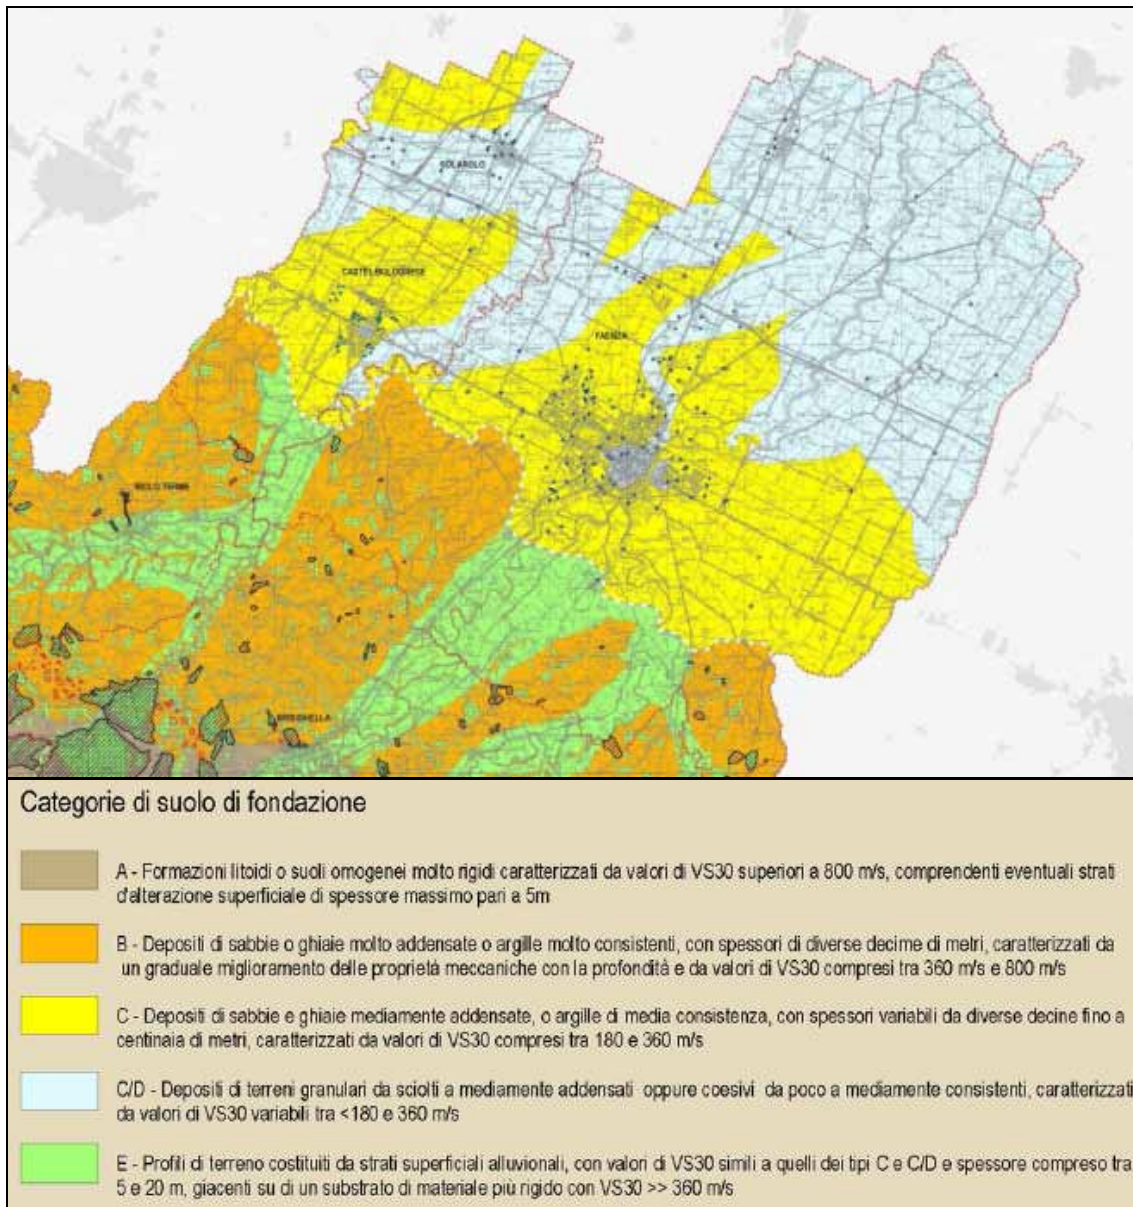 SOLAROLO
CASTEL BOLOGNESE
FAENZA
RIOLO TERME
BRISIGHELLA
Categorie di suolo di fondazione
A - Formazioni litoidi o suoli omogenei molto rigidi caratterizzati da valori di VS30 superiori a 800 m/s, comprendenti eventuali strati
d'alterazione superficiale di spessore massimo pari a 5m
B - Depositi di sabbie o ghiaie molto addensate o argille molto consistenti, con spessori di diverse decime di metri, caratterizzati da
un graduale miglioramento delle proprietà meccaniche con la profondità e da valori di VS30 compresi tra 360 m/s e 800 m/s
C - Depositi di sabbie e ghiaie mediamente addensate, o argille di media consistenza, con spessori variabili da diverse decine fino a
centinaia di metri, caratterizzati da valori di VS30 compresi tra 180 e 360 m/s
C/D - Depositi di terreni granulari da sciolti a mediamente addensati oppure coesivi da poco a mediamente consistenti, caratterizzati
da valori di VS30 variabili tra <180 e 360 m/s
E - Profili di terreno costituiti da strati superficiali alluvionali, con valori di VS30 simili a quelli dei tipi C e C/D e spessore compreso tra
5 e 20 m, giacenti su di un substrato di materiale più rigido con VS30 >> 360 m/s